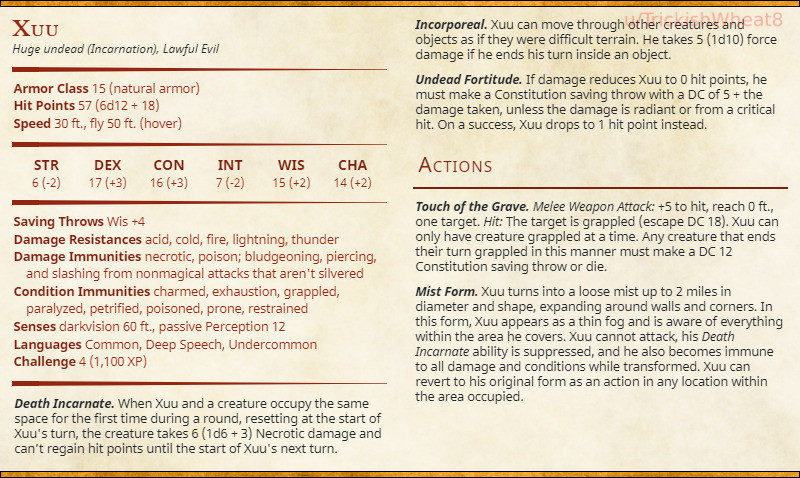 Xuu
Huge undead (Incarnation), Lawful Evil
Armor Class 15 (natural armor)
Hit Points 57 (6d12 + 18)
Speed 30 ft., fly 50 ft. (hover)
STR DEX CON INT WIS CHA
6 (-2) 17 (+3) 16 (+3) 7 (-2) 15 (+2) 14 (+2)
Saving Throws Wis +4
Damage Resistances acid, cold, fire, lightning, thunder
Damage Immunities necrotic, poison; bludgeoning, piercing,
and slashing from nonmagical attacks that aren't silvered
Condition Immunities charmed, exhaustion, grappled,
paralyzed, petrified, poisoned, prone, restrained
Senses darkvision 60 ft., passive Perception 12
Languages Common, Deep Speech, Undercommon
Challenge 4 (1,100 XP)
Death Incarnate. When Xuu and a creature occupy the same
space for the first time during a round, resetting at the start of
Xuu's turn, the creature takes 6 (1d6 + 3) Necrotic damage and
can't regain hit points until the start of Xuu's next turn.
u/TrickishWheat8
Incorporeal. Xuu can move through other creatures and
objects as if they were difficult terrain. He takes 5 (1d10) force
damage if he ends his turn inside an object.
Undead Fortitude. If damage reduces Xuu to 0 hit points, he
must make a Constitution saving throw with a DC of 5 + the
damage taken, unless the damage is radiant or from a critical
hit. On a success, Xuu drops to 1 hit point instead.
Actions
Touch of the Grave. Melee Weapon Attack: +5 to hit, reach 0 ft.,
one target. Hit: The target is grappled (escape DC 18). Xuu can
only have creature grappled at a time. Any creature that ends
their turn grappled in this manner must make a DC 12
Constitution saving throw or die.
Mist Form. Xuu turns into a loose mist up to 2 miles in
diameter and shape, expanding around walls and corners. In
this form, Xuu appears as a thin fog and is aware of everything
within the area he covers. Xuu cannot attack, his Death
Incarnate ability is suppressed, and he also becomes immune
to all damage and conditions while transformed. Xuu can
revert to his original form as an action in any location within
the area occupied.